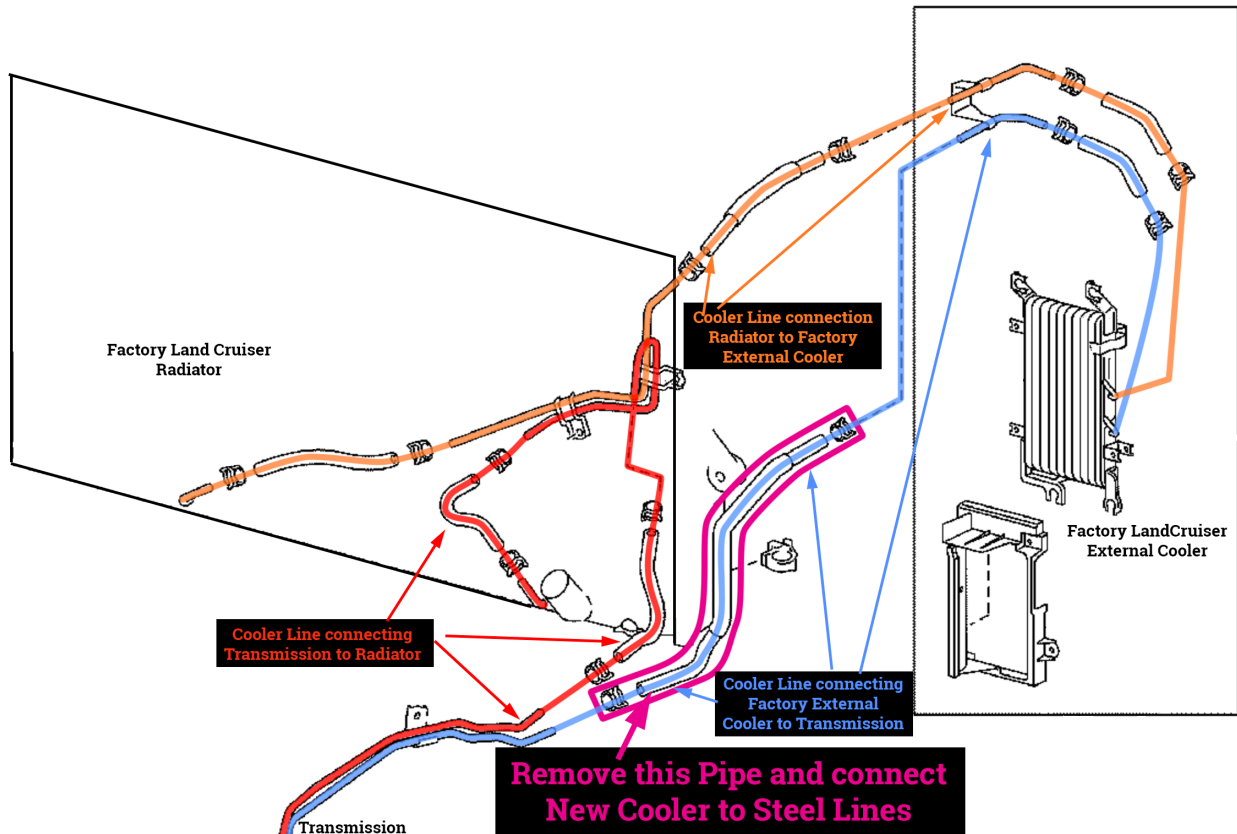 Factory Land Cruiser
Radiator
Cooler Line connection
Radiator to Factory
External Cooler
Factory LandCruiser
External Cooler
Cooler Line connecting
Transmission to Radiator
Cooler Line connecting
Factory External
Cooler to Transmission
Remove this Pipe and connect
New Cooler to Steel Lines
Transmission